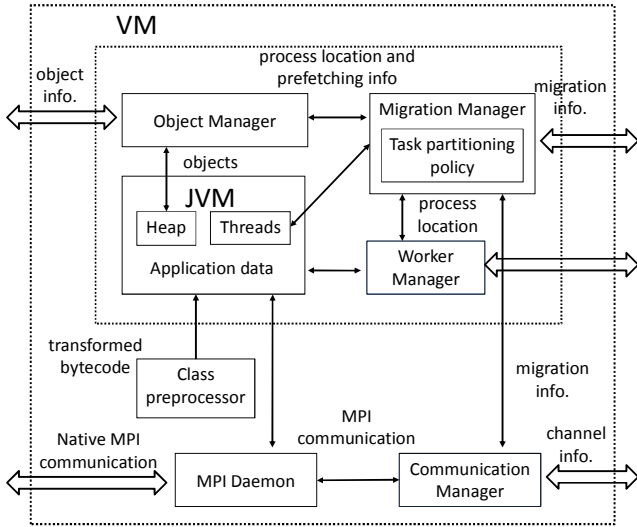 VM
process location and
prefetching info
object
info.
migration
info.
Object Manager
Migration Manager
Task partitioning
policy
objects
JVM
Heap
Threads
Application data
process
location
Worker
Manager
transformed
bytecode
Class
preprocessor
migration
info.
MPI
communication
Native MPI
communication
channel
info.
MPI Daemon
Communication
Manager